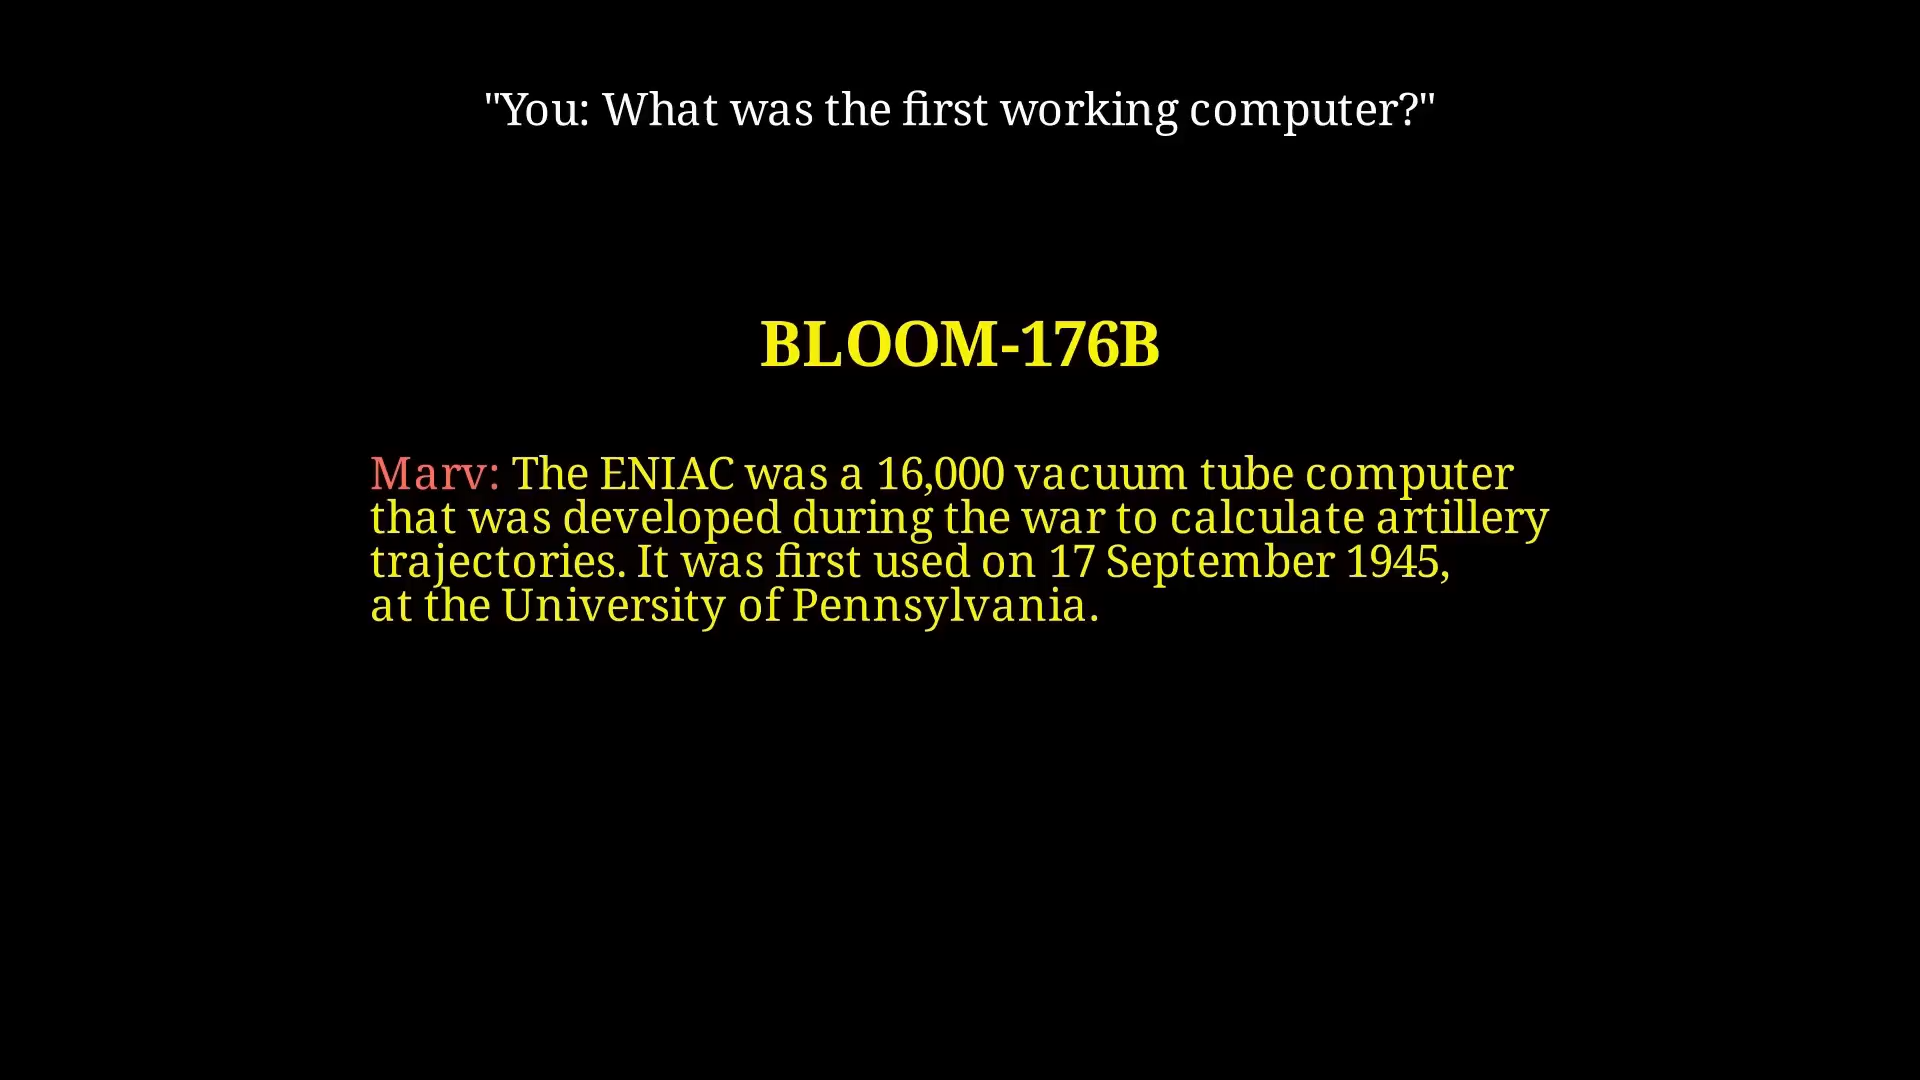 "You: What was the first working computer?"
BLOOM-176B
Marv: The ENIAC was a 16,000 vacuum tube computer
that was developed during the war to calculate artillery
trajectories. It was first used on 17 September 1945,
at the University of Pennsylvania.